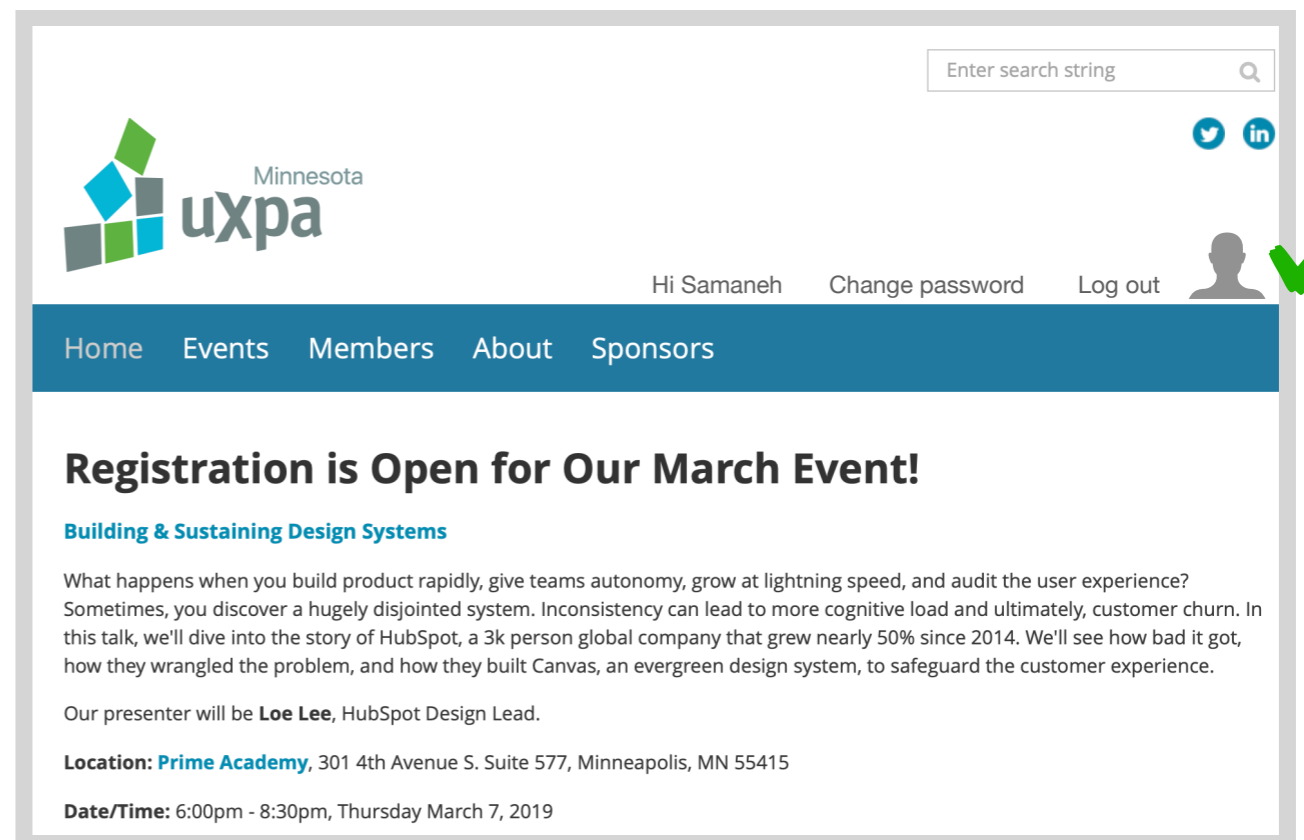 Enter search string
in
Minnesota
uxpa
Hi Samaneh Change password Log out
Home Events Members About Sponsors
Registration is Open for Our March Event!
Building & Sustaining Design Systems
What happens when you build product rapidly, give teams autonomy, grow at lightning speed, and audit the user experience?
Sometimes, you discover a hugely disjointed system. Inconsistency can lead to more cognitive load and ultimately, customer churn. In
this talk, we'll dive into the story of HubSpot, a 3k person global company that grew nearly 50% since 2014. We'll see how bad it got,
how they wrangled the problem, and how they built Canvas, an evergreen design system, to safeguard the customer experience.
Our presenter will be Loe Lee, HubSpot Design Lead.
Location: Prime Academy, 301 4th Avenue S. Suite 577, Minneapolis, MN 55415
Date/Time: 6:00pm - 8:30pm, Thursday March 7, 2019